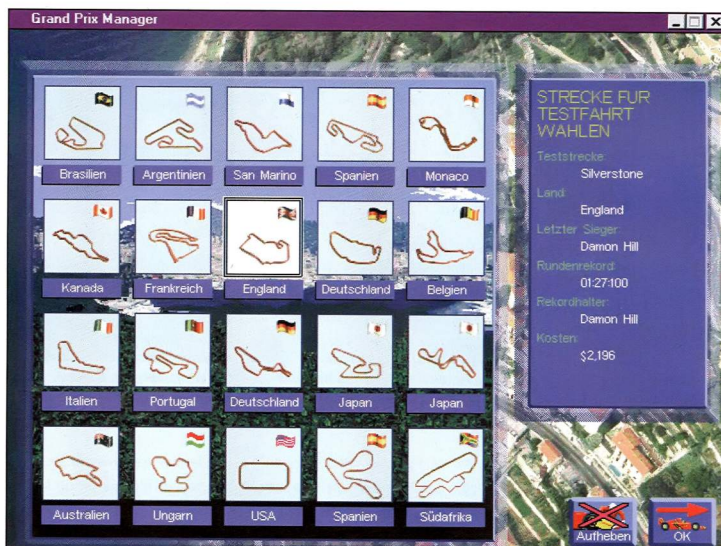 Grand Prix Manager
Brasilien
Argentinien
San Marino
Spanien
Monaco
Kanada
Frankreich
England
Deutschland
Belgien
Italien
Portugal
Deutschland
Japan
Japan
Australien
Ungarn
USA
Spanien
Südafrika
STRECKE FUR
TESTFAHRT
WAHLEN
Teststrecke:
Silverstone
Land:
England
Letzter Sieger:
Damon Hill
Rundenrekord:
01:27:100
Rekordhalter:
Damon Hill
Kosten:
$2,196
Aufheben
OK